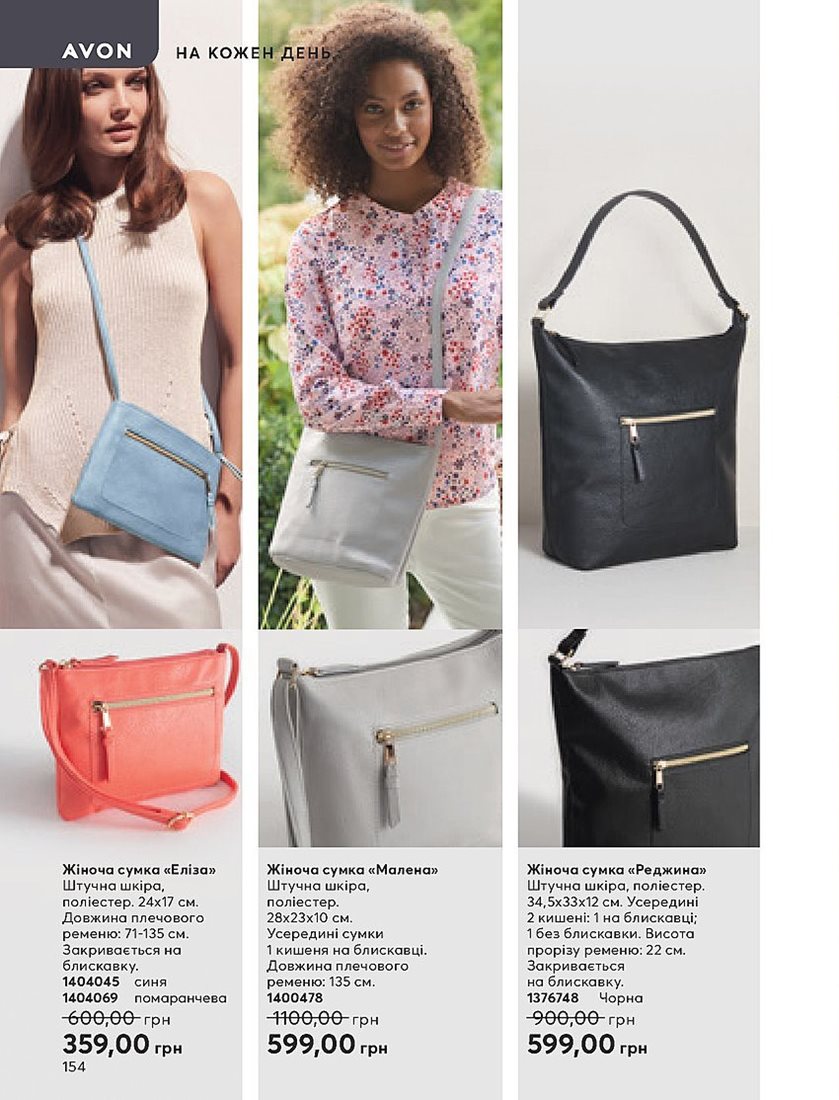 AVON
НА КОЖЕН ДЕНЬ
Жіноча сумка «Еліза»
Штучна шкіра,
поліестер. 24x17 см.
Довжина плечового
ременю: 71-135 см.
Закривається на
блискавку.
1404045 синя
1404069 помаранчева
600,00 грн
359,00 грн
154
Жіноча сумка «Малена»
Штучна шкіра,
поліестер.
28x23x10 см.
Усередині сумки
1 кишеня на блискавці.
Довжина плечового
ременю: 135 см.
1400478
1100,00 грн
599,00 грн
Жіноча сумка «Реджина»
Штучна шкіра, поліестер.
34,5x33x12 см. Усередині
2 кишені: 1 на блискавці;
1 без блискавки. Висота
прорізу ременю: 22 см.
Закривається
на блискавку.
1376748 Чорна
900,00 грн
599,00 грн